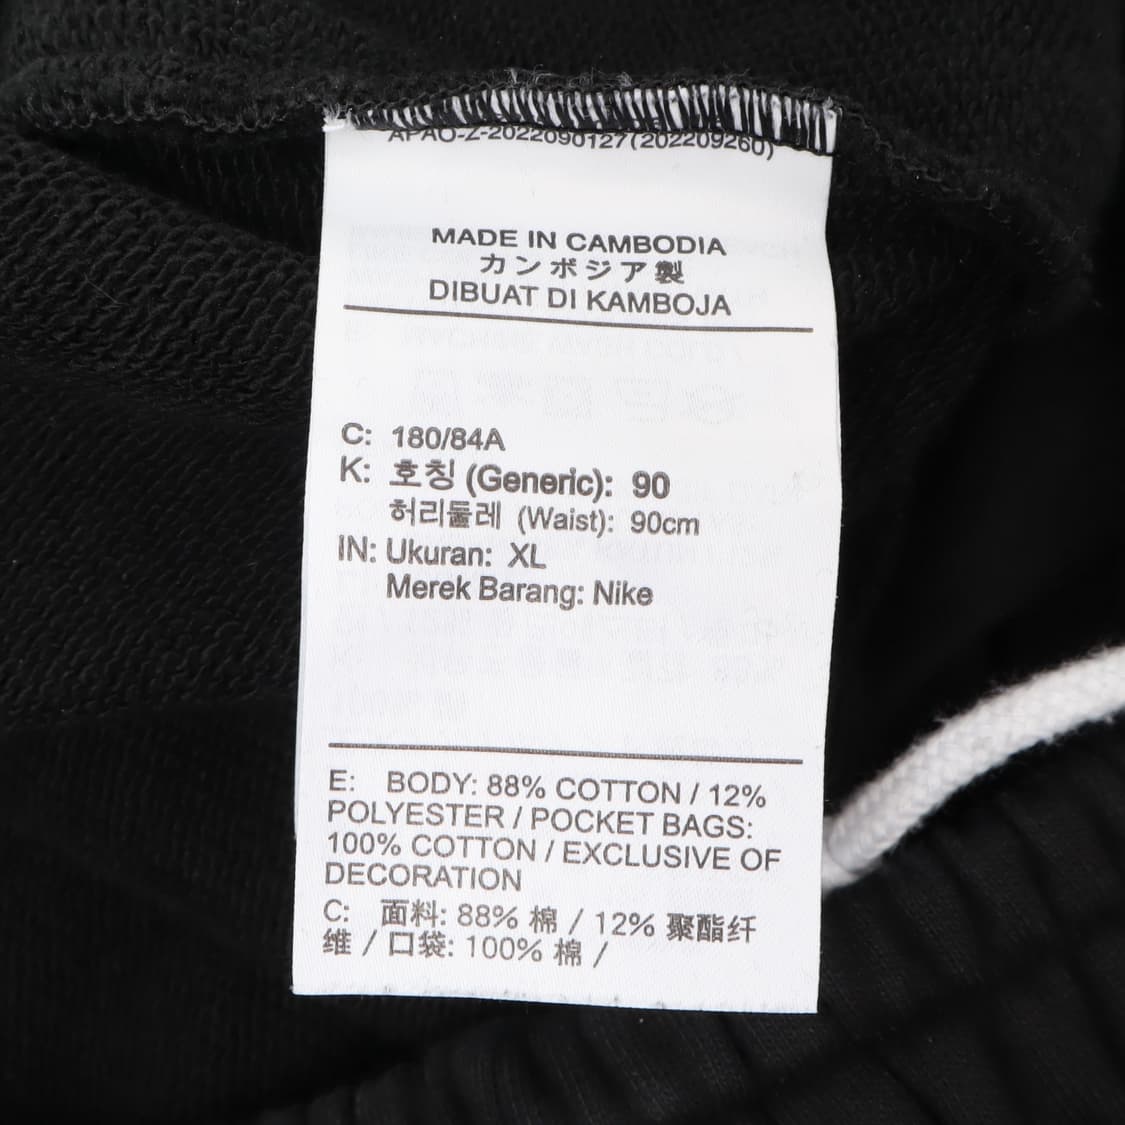 APAO-Z-2022090127(202209260)
MADE IN CAMBODIA
カンボジア製
DIBUAT DI KAMBOJA
C: 180/84A
K: 호칭 (Generic): 90
허리둘레 (Waist): 90cm
IN: Ukuran: XL
Merek Barang: Nike
E: BODY: 88% COTTON / 12%
POLYESTER / POCKET BAGS:
100% COTTON / EXCLUSIVE OF
DECORATION
C: 面料: 88% 棉 / 12% 聚酯纤
维 / 口袋: 100% 棉 /